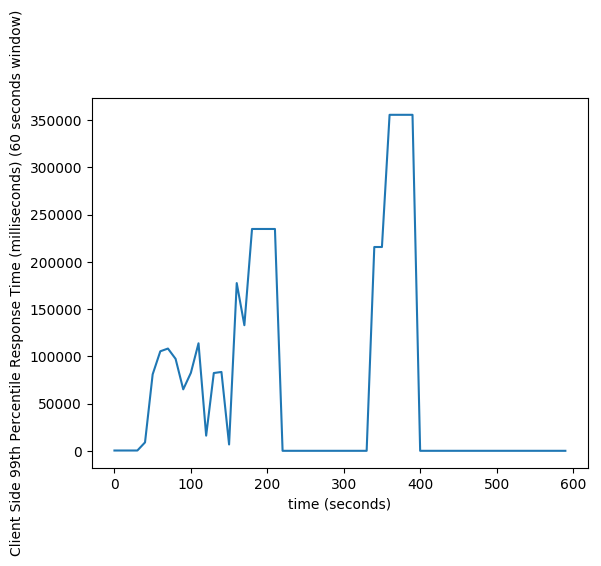 Client Side 99th Percentile Response Time (milliseconds) (60 seconds window)
350000
300000
250000
200000
150000
100000
50000
0
0 100 200 300 400 500 600
time (seconds)